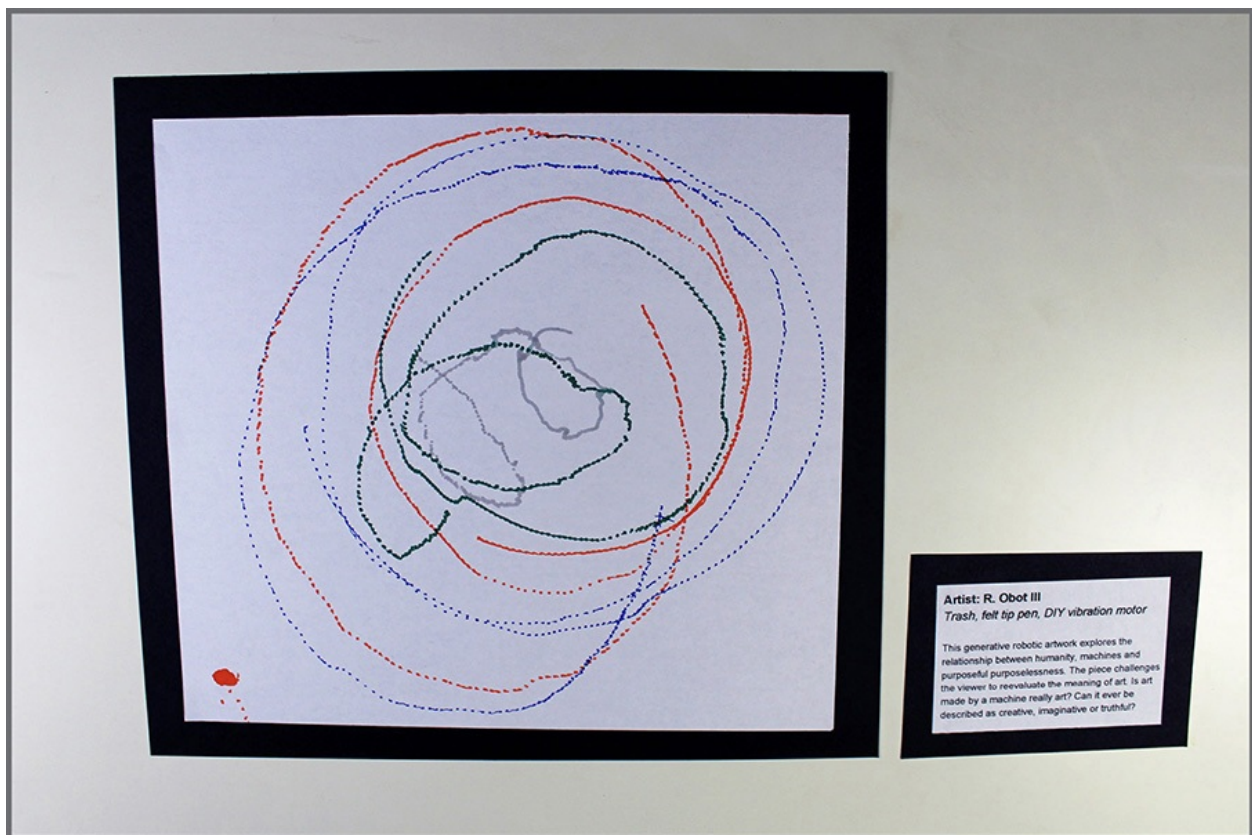 Artist: R. Obot III
Trash, felt tip pen, DIY vibration motor
This generative robotic artwork explores the
relationship between humanity, machines and
purposeful purposelessness. The piece challenges
the viewer to reevaluate the meaning of art. Is art
made by a machine really art? Can it ever be
described as creative, imaginative or truthful?